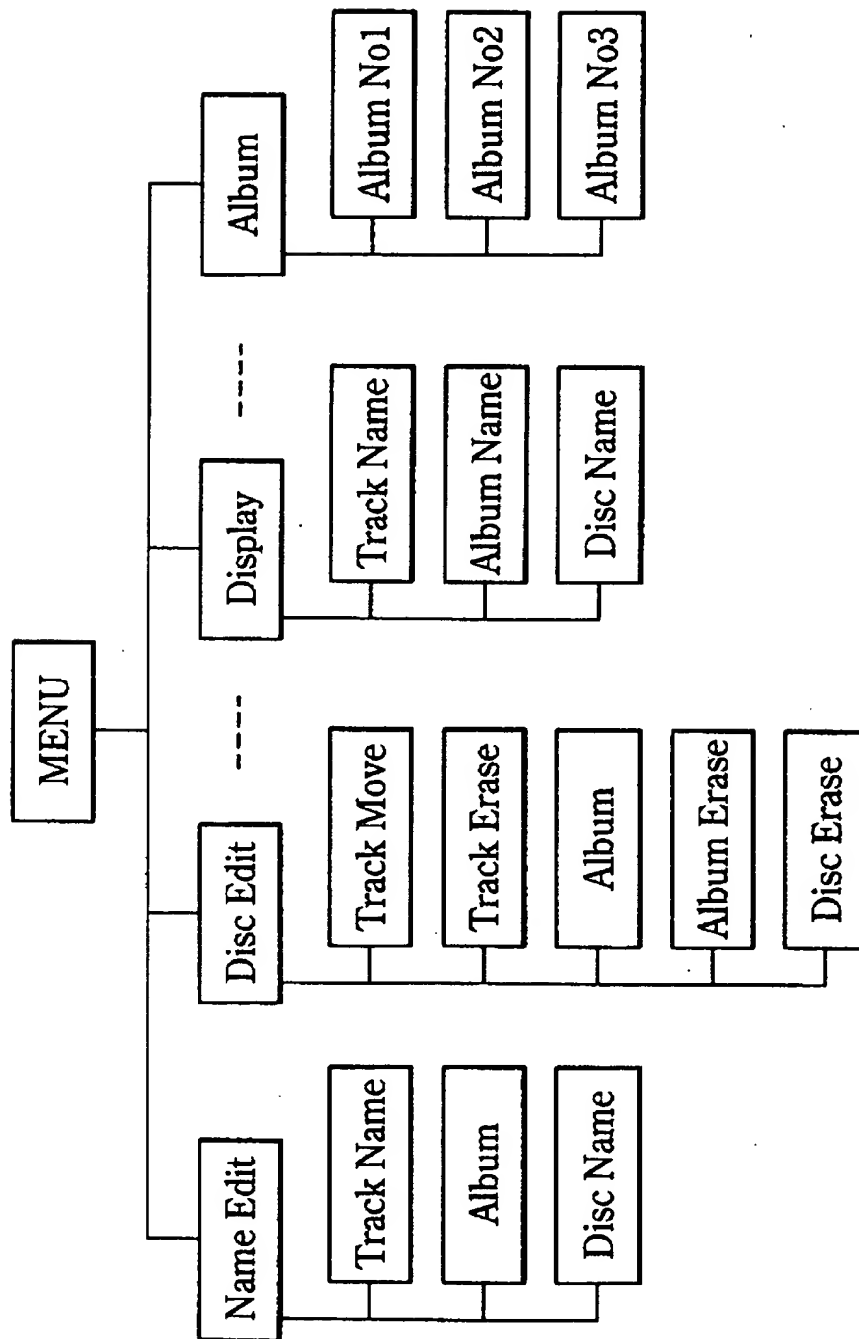 MENU
Name Edit
Track Name
Album
Disc Name
Disc Edit
Track Move
Track Erase
Album
Album Erase
Disc Erase
Display
Track Name
Album Name
Disc Name
Album
Album No1
Album No2
Album No3